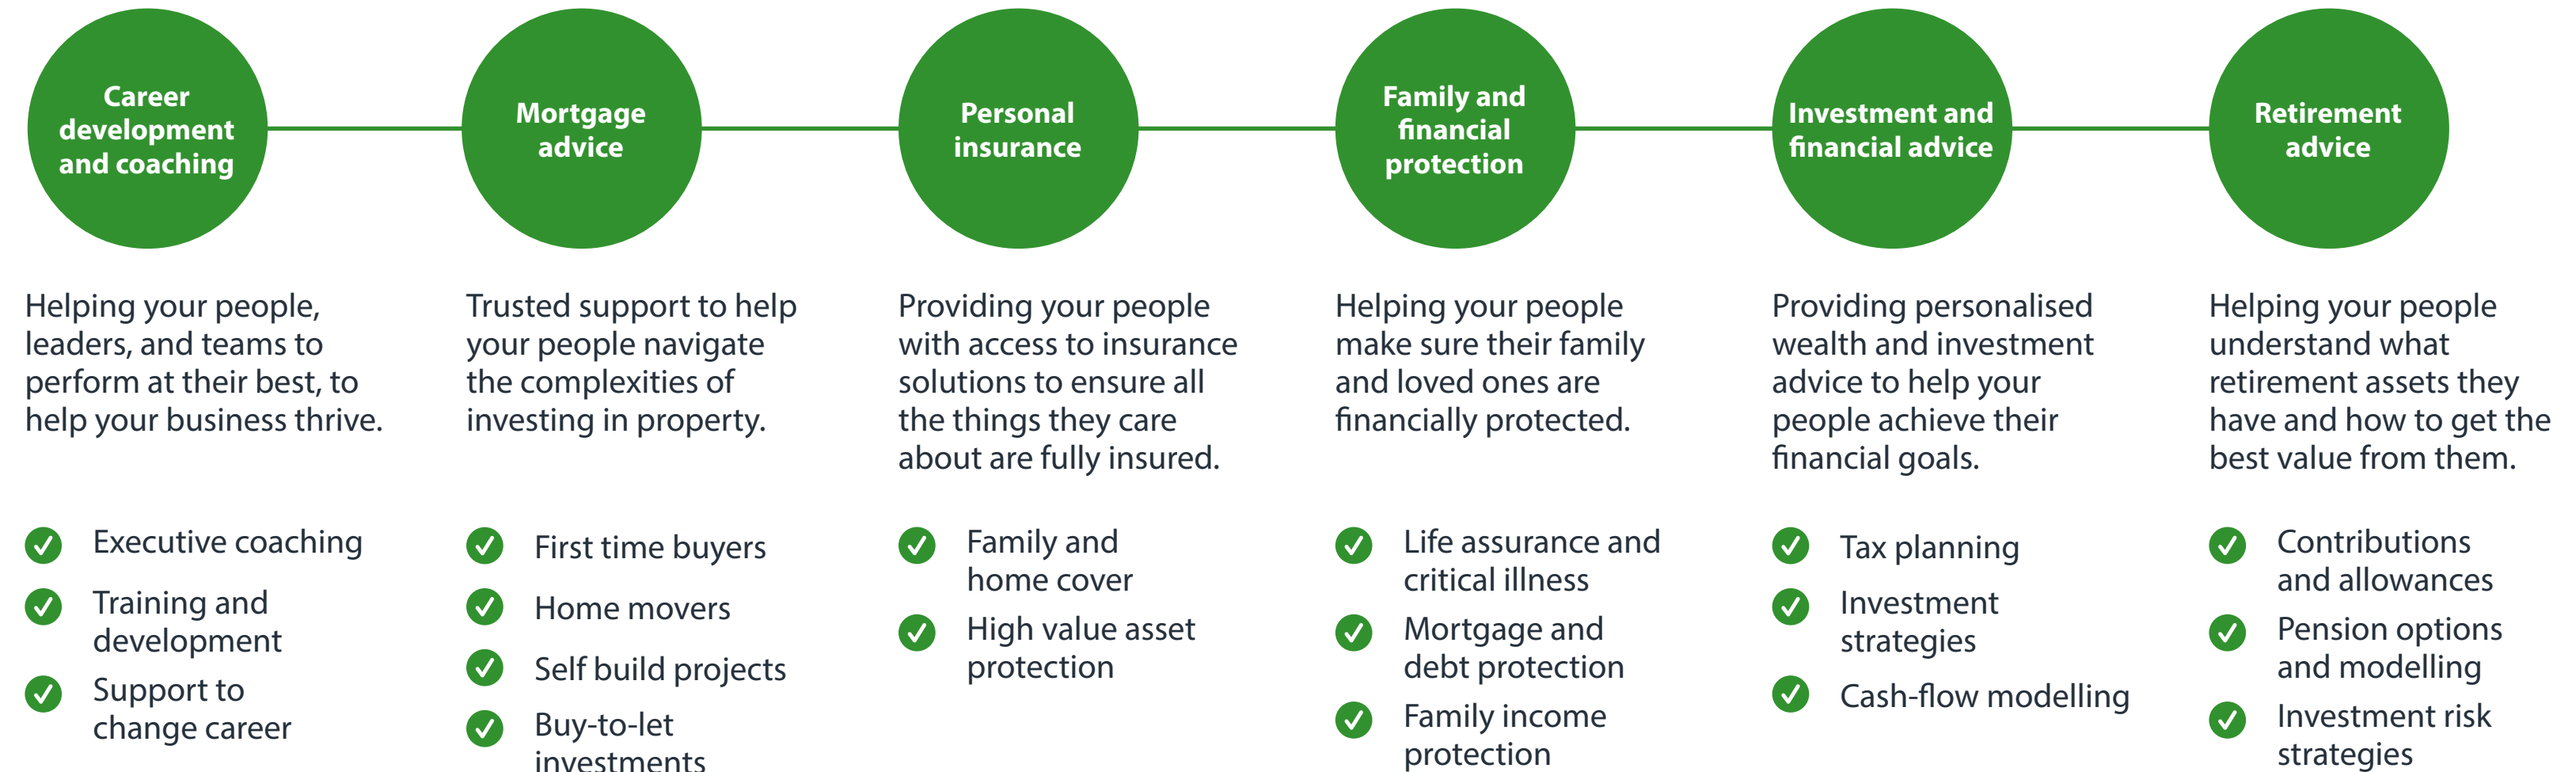 Career
development
and coaching
Mortgage
advice
Personal
insurance
Family and
financial
protection
Investment and
financial advice
Retirement
advice
Helping your people,
leaders, and teams to
perform at their best, to
help your business thrive.
Executive coaching
Training and
development
Support to
change career
Trusted support to help
your people navigate
the complexities of
investing in property.
First time buyers
Home movers
Self build projects
Buy-to-let
investments
Providing your people
with access to insurance
solutions to ensure all
the things they care
about are fully insured.
Family and
home cover
High value asset
protection
Helping your people
make sure their family
and loved ones are
financially protected.
Life assurance and
critical illness
Mortgage and
debt protection
Family income
protection
Providing personalised
wealth and investment
advice to help your
people achieve their
financial goals.
Tax planning
Investment
strategies
Cash-flow modelling
Helping your people
understand what
retirement assets they
have and how to get the
best value from them.
Contributions
and allowances
Pension options
and modelling
Investment risk
strategies